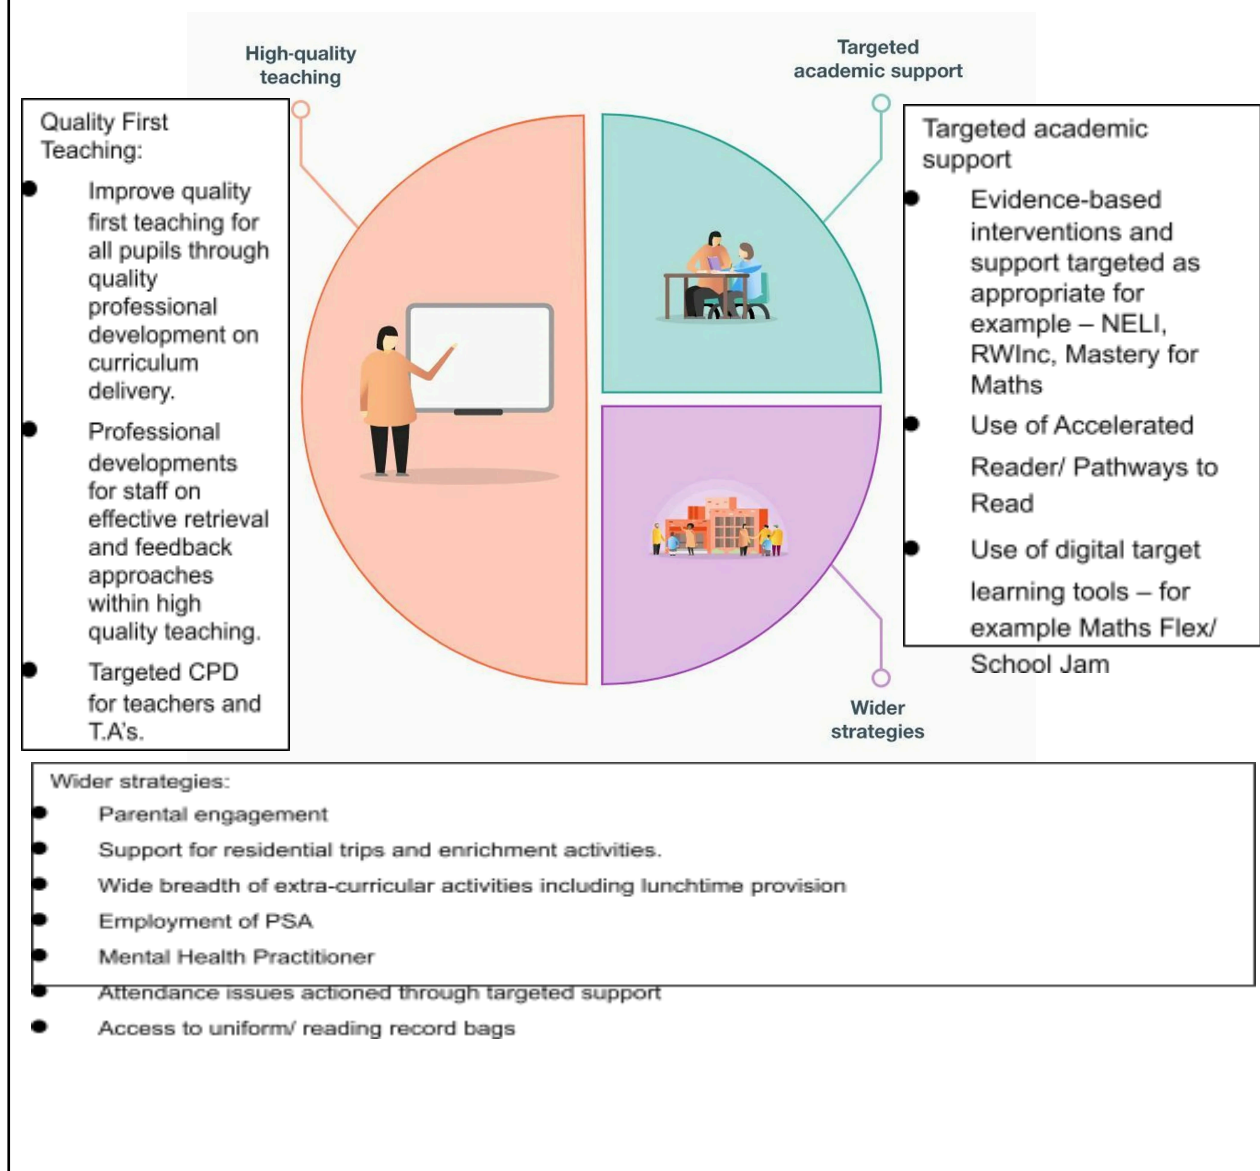 High-quality
teaching
Targeted
academic support
Quality First
Teaching:
● Improve quality
first teaching for
all pupils through
quality
professional
development on
curriculum
delivery.
● Professional
developments
for staff on
effective retrieval
and feedback
approaches
within high
quality teaching.
● Targeted CPD
for teachers and
T.A's.
Targeted academic
support
● Evidence-based
interventions and
support targeted as
appropriate for
example – NELI,
RWInc, Mastery for
Maths
● Use of Accelerated
Reader/ Pathways to
Read
● Use of digital target
learning tools – for
example Maths Flex/
School Jam
Wider
strategies
Wider strategies:
● Parental engagement
● Support for residential trips and enrichment activities.
● Wide breadth of extra-curricular activities including lunchtime provision
● Employment of PSA
● Mental Health Practitioner
● Attendance issues actioned through targeted support
● Access to uniform/ reading record bags